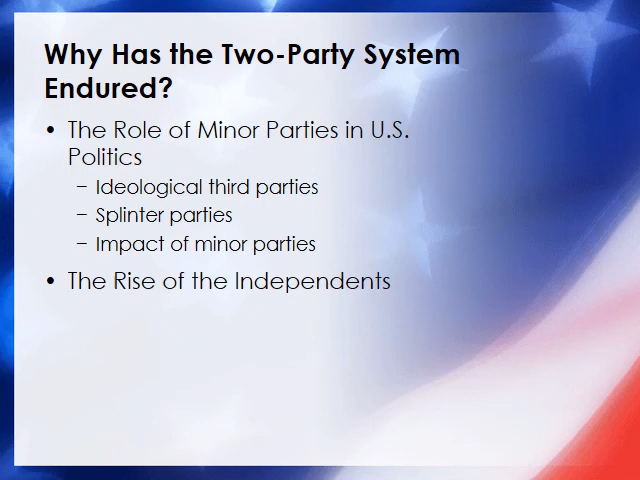 Why Has the Two-Party System
Endured?
• The Role of Minor Parties in U.S.
Politics
– Ideological third parties
– Splinter parties
– Impact of minor parties
• The Rise of the Independents